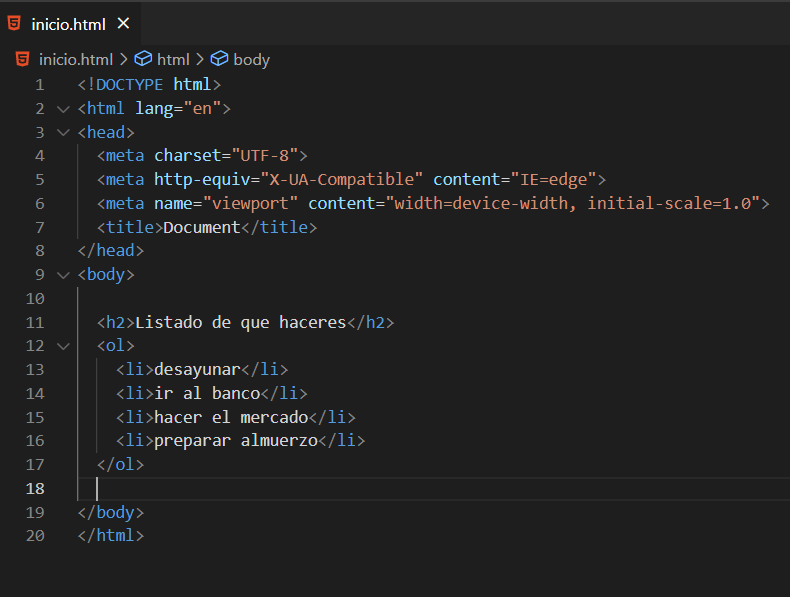 inicio.html ×
inicio.html > html > body
1 <!DOCTYPE html>
2 <html lang="en">
3 <head>
4 <meta charset="UTF-8">
5 <meta http-equiv="X-UA-Compatible" content="IE=edge">
6 <meta name="viewport" content="width=device-width, initial-scale=1.0">
7 <title>Document</title>
8 </head>
9 <body>
10
11 <h2>Listado de que haceres</h2>
12 <ol>
13 <li>desayunar</li>
14 <li>ir al banco</li>
15 <li>hacer el mercado</li>
16 <li>preparar almuerzo</li>
17 </ol>
18
19 </body>
20 </html>